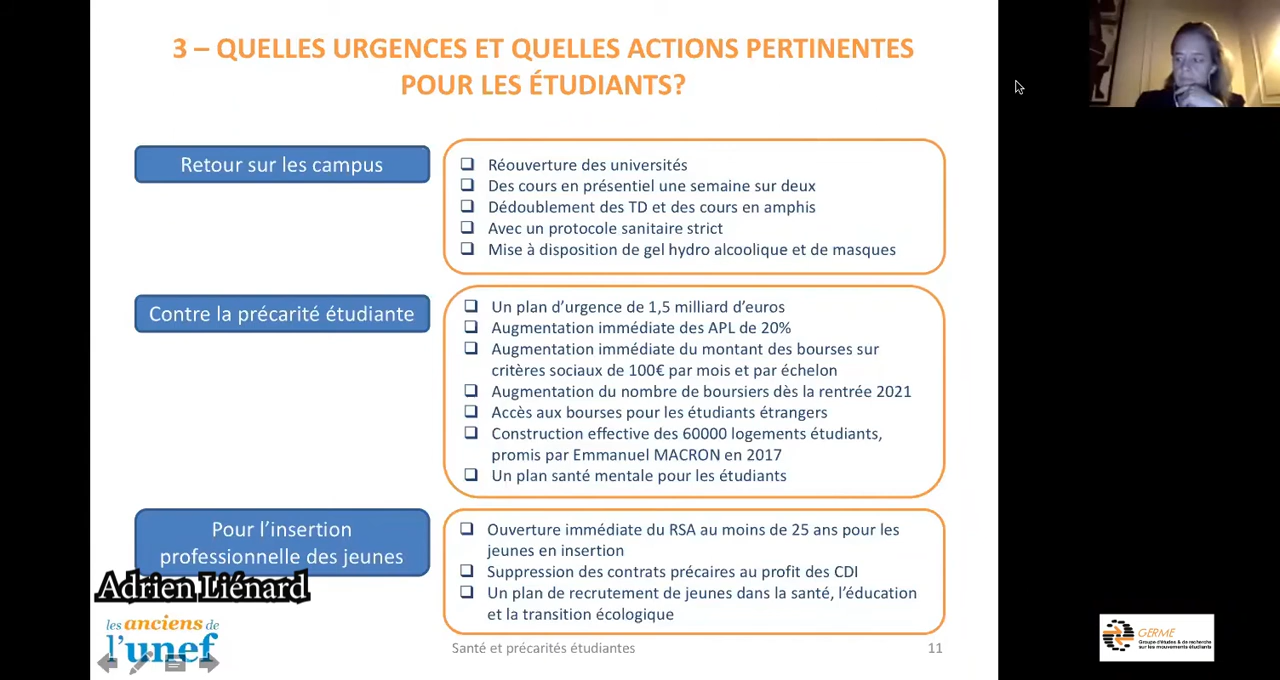 3 – QUELLES URGENCES ET QUELLES ACTIONS PERTINENTES
POUR LES ÉTUDIANTS?
Retour sur les campus
❑ Réouverture des universités
❑ Des cours en présentiel une semaine sur deux
❑ Dédoublement des TD et des cours en amphis
❑ Avec un protocole sanitaire strict
❑ Mise à disposition de gel hydro alcoolique et de masques
Contre la précarité étudiante
❑ Un plan d’urgence de 1,5 milliard d’euros
❑ Augmentation immédiate des APL de 20%
❑ Augmentation immédiate du montant des bourses sur
critères sociaux de 100€ par mois et par échelon
❑ Augmentation du nombre de boursiers dès la rentrée 2021
❑ Accès aux bourses pour les étudiants étrangers
❑ Construction effective des 60000 logements étudiants,
promis par Emmanuel MACRON en 2017
❑ Un plan santé mentale pour les étudiants
Pour l’insertion
professionnelle des jeunes
❑ Ouverture immédiate du RSA au moins de 25 ans pour les
jeunes en insertion
❑ Suppression des contrats précaires au profit des CDI
❑ Un plan de recrutement de jeunes dans la santé, l’éducation
et la transition écologique
Adrien Liénard
les anciens de
l’unef
Santé et précarités étudiantes
11
GERME
Groupe d'études & de recherche
sur les mouvements étudiants